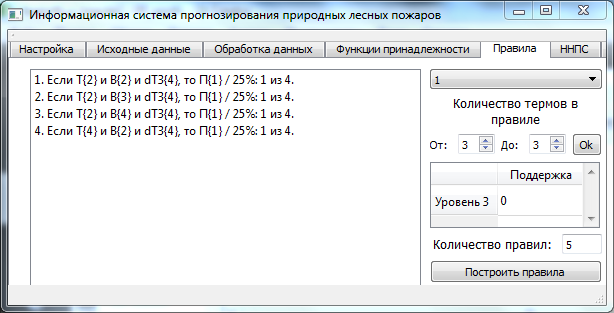 Информационная система прогнозирования природных лесных пожаров
Настройка
Исходные данные
Обработка данных
Функции принадлежности
Правила
ННПС
1. Если T{2} и B{2} и dT3{4}, то П{1} / 25%: 1 из 4.
2. Если T{2} и B{3} и dT3{4}, то П{1} / 25%: 1 из 4.
3. Если T{2} и B{4} и dT3{4}, то П{1} / 25%: 1 из 4.
4. Если T{4} и B{2} и dT3{4}, то П{1} / 25%: 1 из 4.
1
Количество термов в
правиле
От: 3 До: 3 Ok
Поддержка
Уровень 3 0
Количество правил: 5
Построить правила